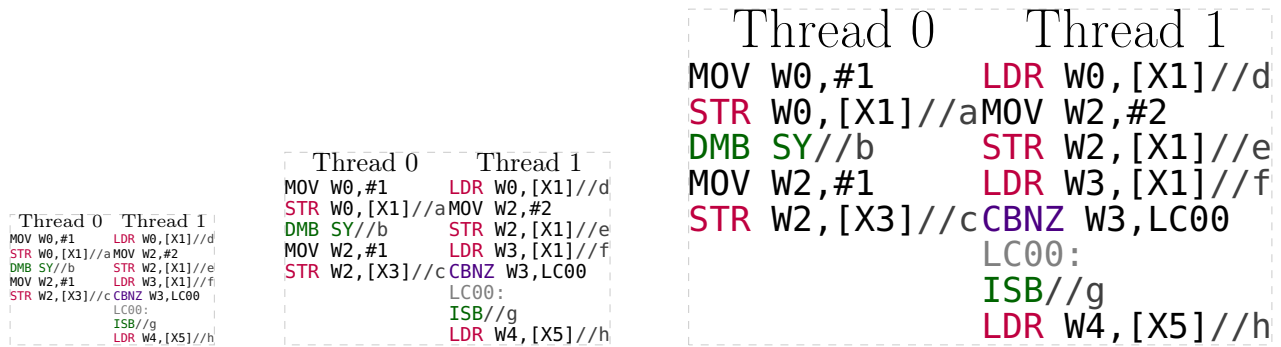 Thread 0 Thread 1
MOV W0,#1 LDR W0,[X1]//d
STR W0,[X1]//a MOV W2,#2
DMB SY//b STR W2,[X1]//e
MOV W2,#1 LDR W3,[X1]//f
STR W2,[X3]//c CBNZ W3,LC00
LC00:
ISB//g
LDR W4,[X5]//h
Thread 0 Thread 1
MOV W0,#1 LDR W0,[X1]//d
STR W0,[X1]//a MOV W2,#2
DMB SY//b STR W2,[X1]//e
MOV W2,#1 LDR W3,[X1]//f
STR W2,[X3]//c CBNZ W3,LC00
LC00:
ISB//g
LDR W4,[X5]//h
Thread 0 Thread 1
MOV W0,#1 LDR W0,[X1]//d
STR W0,[X1]//a MOV W2,#2
DMB SY//b STR W2,[X1]//e
MOV W2,#1 LDR W3,[X1]//f
STR W2,[X3]//c CBNZ W3,LC00
LC00:
ISB//g
LDR W4,[X5]//h